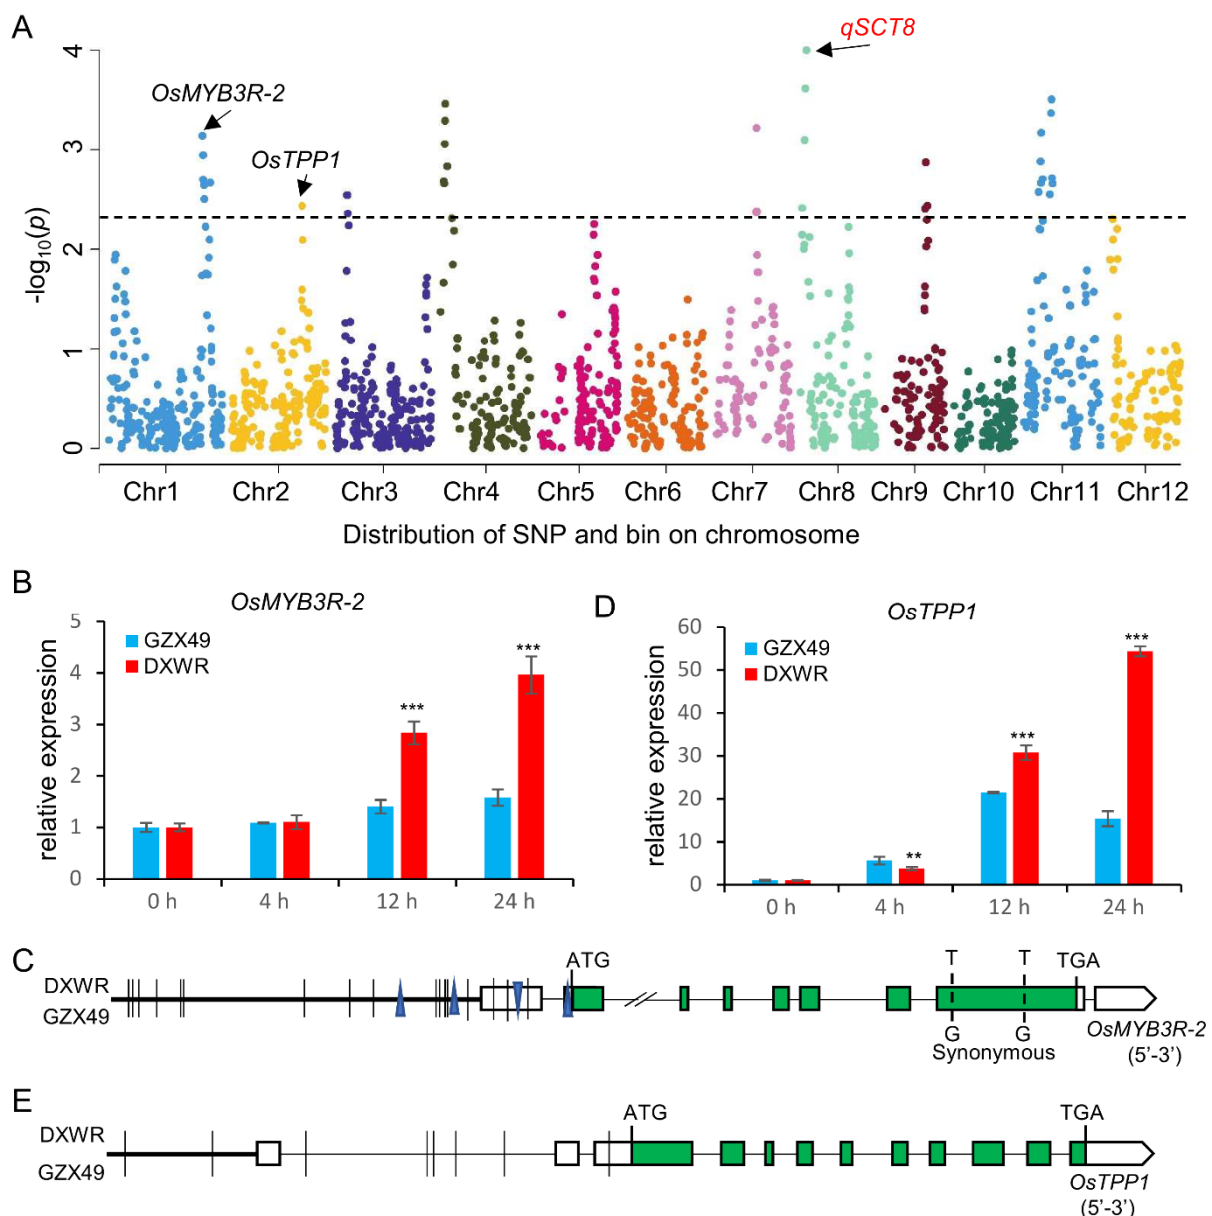 A
qSCT8
OsMYB3R-2
OsTPP1
4
3
2
1
0
-log10(p)
Chr1 Chr2 Chr3 Chr4 Chr5 Chr6 Chr7 Chr8 Chr9 Chr10 Chr11 Chr12
Distribution of SNP and bin on chromosome
B
OsMYB3R-2
GZX49
DXWR
relative expression
5
4
3
2
1
0
***
***
0 h 4 h 12 h 24 h
D
OsTPP1
GZX49
DXWR
relative expression
60
50
40
30
20
10
0
**
***
***
0 h 4 h 12 h 24 h
C
DXWR
GZX49
ATG
T T TGA
G G
Synonymous
OsMYB3R-2
(5’-3’)
E
DXWR
GZX49
ATG
TGA
OsTPP1
(5’-3’)